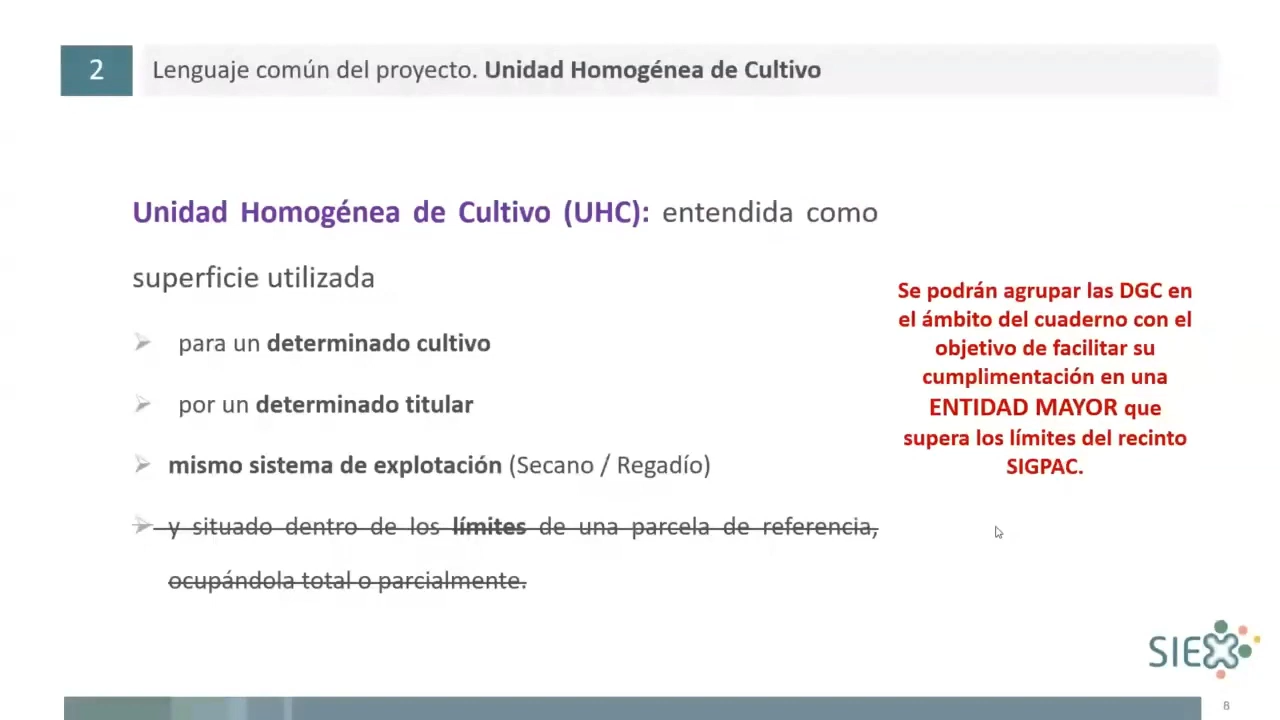 2
Lenguaje común del proyecto. Unidad Homogénea de Cultivo
Unidad Homogénea de Cultivo (UHC): entendida como
superficie utilizada
para un determinado cultivo
por un determinado titular
mismo sistema de explotación (Secano / Regadío)
y situado dentro de los límites de una parcela de referencia,
ocupándola total o parcialmente.
Se podrán agrupar las DGC en
el ámbito del cuaderno con el
objetivo de facilitar su
cumplimentación en una
ENTIDAD MAYOR que
supera los límites del recinto
SIGPAC.
SIEX
8